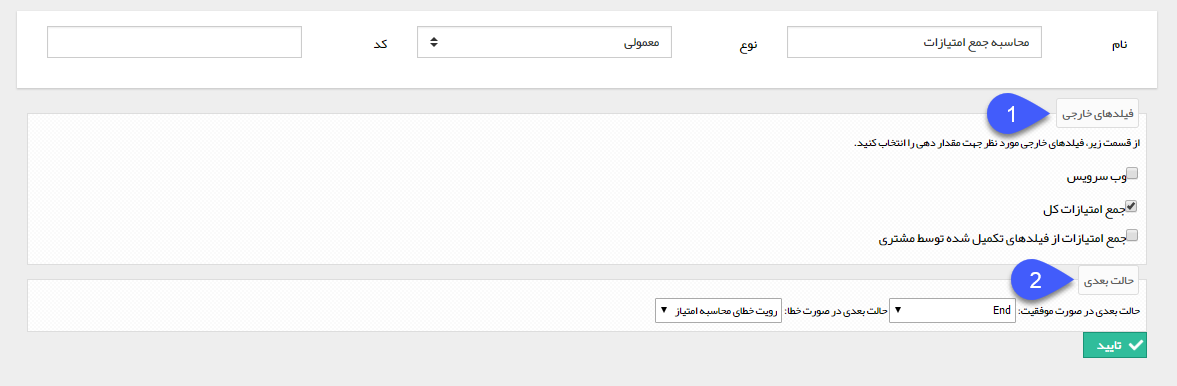 نام محاسبه جمع امتیازات نوع معمولی کد
فیلدهای خارجی 1
از قسمت زیر، فیلدهای خارجی مورد نظر جهت مقدار دهی را انتخاب کنید.
وب سرویس
جمع امتیازات کل
جمع امتیازات از فیلدهای تکمیل شده توسط مشتری
حالت بعدی 2
حالت بعدی در صورت موفقیت: End حالت بعدی در صورت خطا: رویت خطای محاسبه امتیاز
تایید